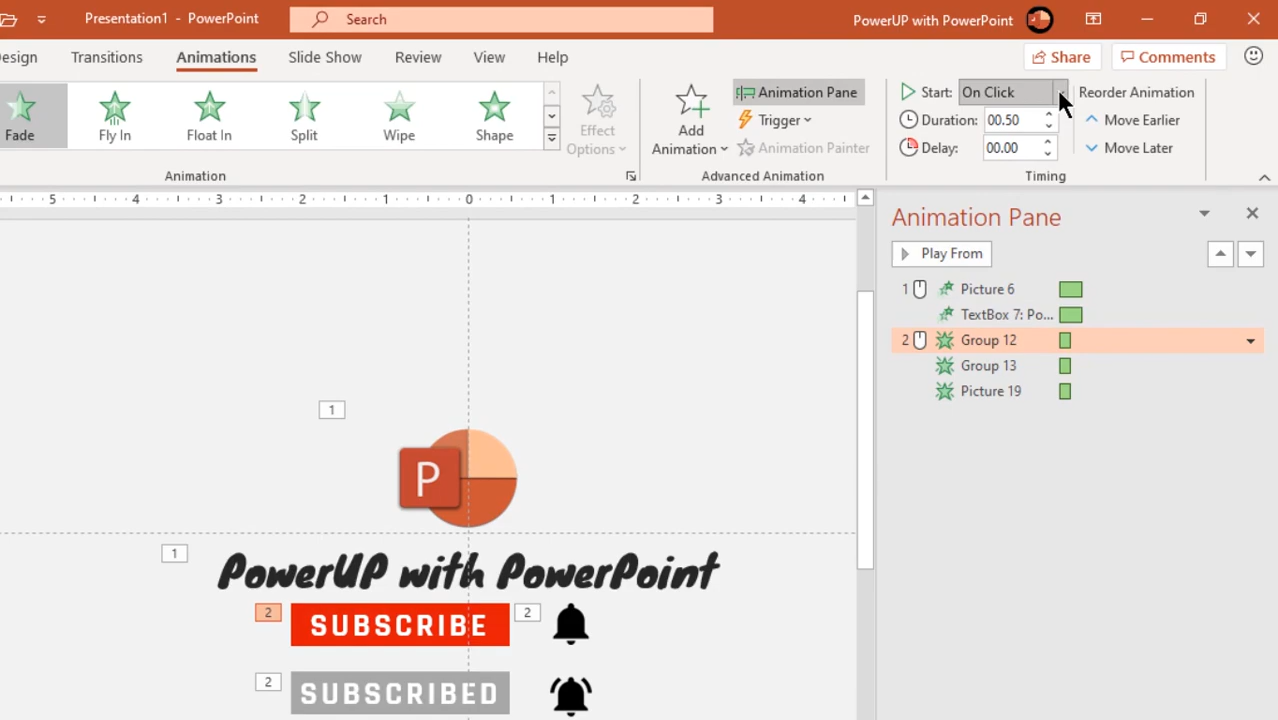 Presentation1 - PowerPoint
Search
PowerUP with PowerPoint
esign
Transitions
Animations
Slide Show
Review
View
Help
Share
Comments
Fade
Fly In
Float In
Split
Wipe
Shape
Effect
Options
Add
Animation
Animation Pane
Trigger
Animation Painter
Start: On Click
Duration: 00.50
Delay: 00.00
Reorder Animation
Move Earlier
Move Later
Animation
Advanced Animation
Timing
5 4 3 2 1 0 1 2 3 4
Animation Pane
Play From
1 Picture 6
TextBox 7: Po...
2 Group 12
Group 13
Picture 19
1
P
1
PowerUP with PowerPoint
2 SUBSCRIBE 2
2 SUBSCRIBED